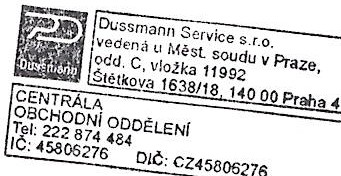 Dussmann
Dussmann Service s.r.o.
vedená u Měst. soudu v Praze,
odd. C, vložka 11992
Štětkova 1638/18, 140 00 Praha 4
CENTRÁLA
OBCHODNÍ ODDĚLENÍ
Tel: 222 874 484
IČ: 45806276 DIČ: CZ45806276